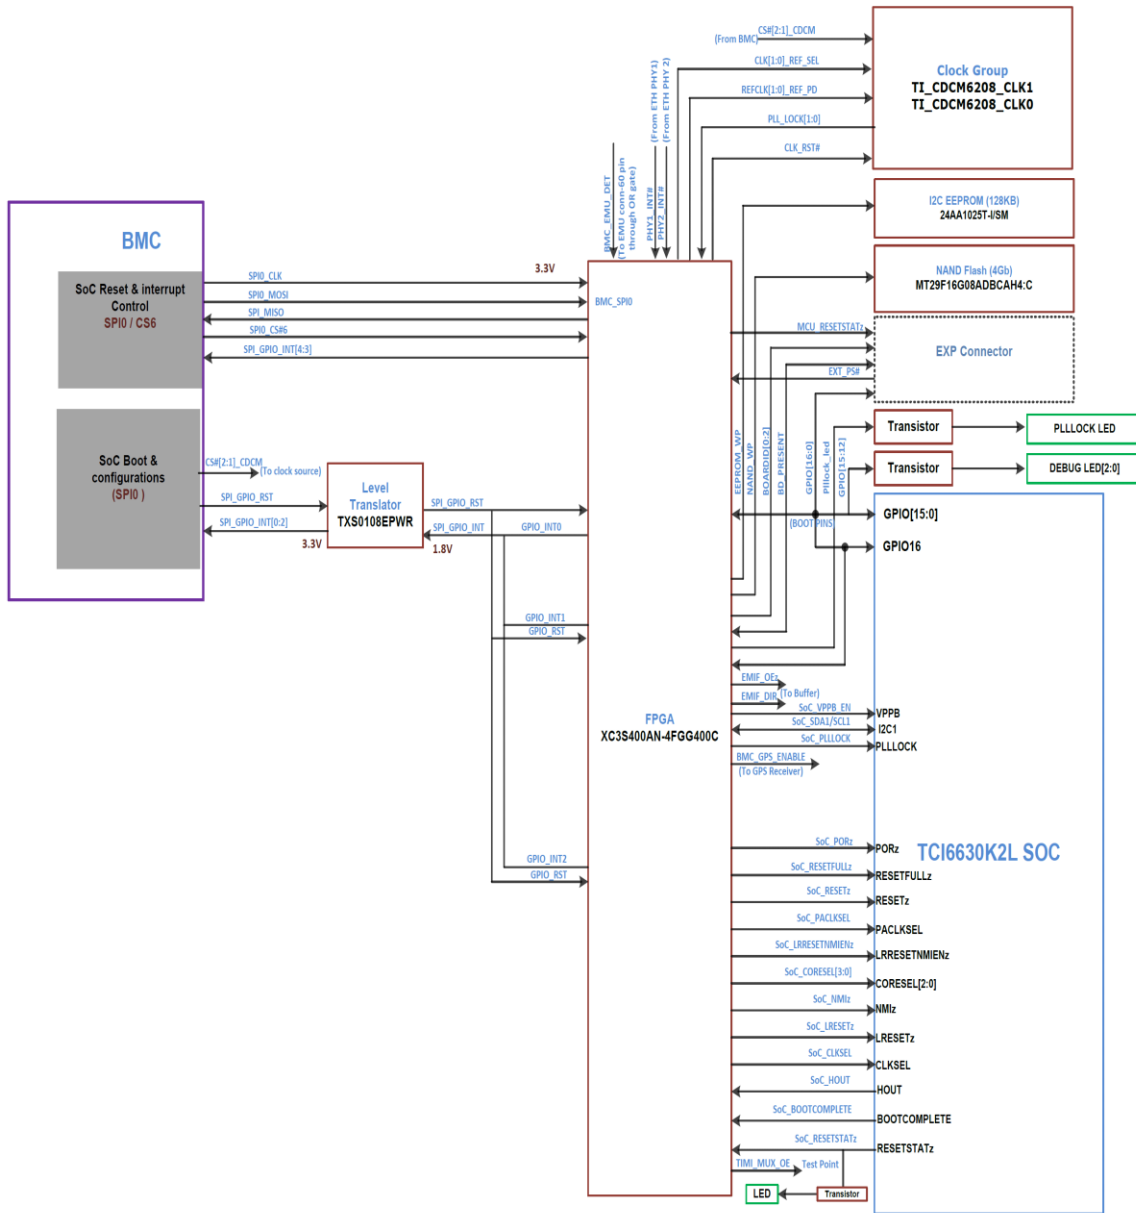 CS#[2:1]_CDCM
(From BMC)
CLK[1:0]_REF_SEL
REFCLK[1:0]_REF_PD
PLL_LOCK[1:0]
CLK_RST#
Clock Group
TI_CDCM6208_CLK1
TI_CDCM6208_CLK0
BMC_EMU_DET
(To EMU conn-60 pin
through OR gate)
PHY1_INT#
(From ETH PHY1)
PHY2_INT#
(From ETH PHY 2)
I2C EEPROM (128KB)
24AA1025T-I/SM
NAND Flash (4Gb)
MT29F16G08ADBCAH4:C
EXP Connector
MCU_RESETSTATz
EXT_PS#
BMC
SoC Reset & interrupt
Control
SPI0 / CS6
SPI0_CLK
3.3V
SPI0_MOSI
BMC_SPI0
SPI_MISO
SPI0_CS#6
SPI_GPIO_INT[4:3]
SoC Boot &
configurations
(SPI0 )
CS#[2:1]_CDCM
(To clock source)
SPI_GPIO_RST
SPI_GPIO_INT[0:2]
3.3V
Level
Translator
TXS0108EPWR
SPI_GPIO_RST
SPI_GPIO_INT
1.8V
GPIO_INT0
GPIO_INT1
GPIO_RST
GPIO_INT2
GPIO_RST
EEPROM_WP
NAND_WP
BOARDID[0:2]
BD_PRESENT
GPIO[16:0]
Plllock_led
GPIO[15:12]
(BOOT PINS)
Transistor
PLLLOCK LED
Transistor
DEBUG LED[2:0]
GPIO[15:0]
GPIO16
FPGA
XC3S400AN-4FGG400C
EMIF_OEz
EMIF_DIR
(To Buffer)
SoC_VPPB_EN
VPPB
SoC_SDA1/SCL1
I2C1
SoC_PLLLOCK
PLLLOCK
BMC_GPS_ENABLE
(To GPS Receiver)
TCI6630K2L SOC
SoC_PORz
PORz
SoC_RESETFULLz
RESETFULLz
SoC_RESETz
RESETz
SoC_PACLKSEL
PACLKSEL
SoC_LRRESETNMIENz
LRRESETNMIENz
SoC_CORESEL[3:0]
CORESEL[2:0]
SoC_NMIz
NMIz
SoC_LRESETz
LRESETz
SoC_CLKSEL
CLKSEL
SoC_HOUT
HOUT
SoC_BOOTCOMPLETE
BOOTCOMPLETE
SoC_RESETSTATz
RESETSTATz
TIMI_MUX_OE
Test Point
LED
Transistor